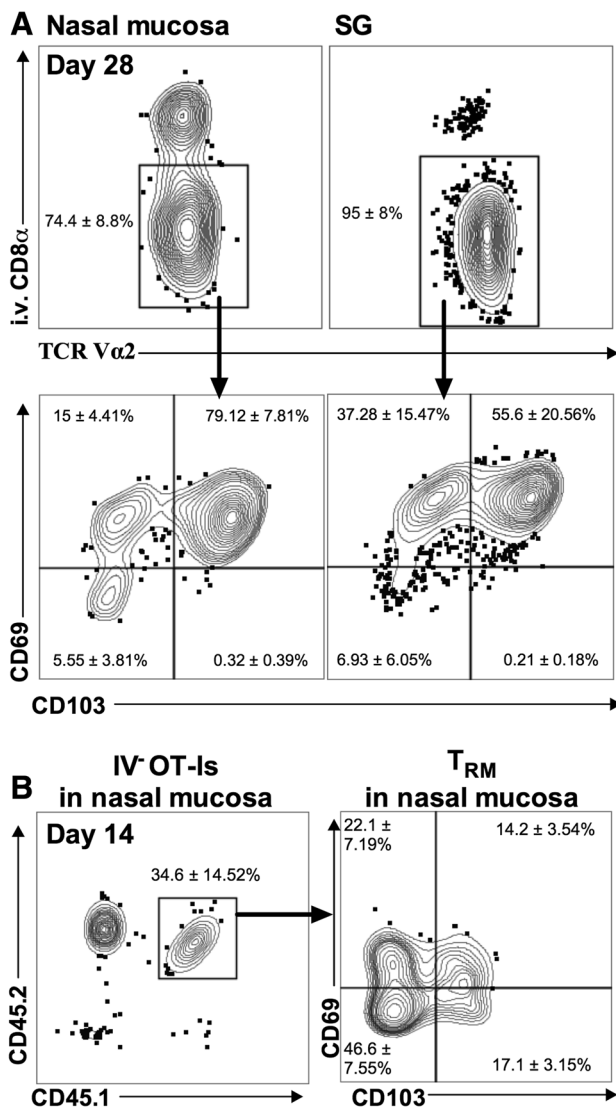 A
Nasal mucosa
SG
Day 28
74.4 ± 8.8%
95 ± 8%
i.v. CD8α
TCR Vα2
15 ± 4.41%
79.12 ± 7.81%
37.28 ± 15.47%
55.6 ± 20.56%
CD69
5.55 ± 3.81%
0.32 ± 0.39%
6.93 ± 6.05%
0.21 ± 0.18%
CD103
B
IV- OT-Is
in nasal mucosa
TRM
in nasal mucosa
Day 14
34.6 ± 14.52%
22.1 ±
7.19%
14.2 ± 3.54%
CD45.2
CD69
46.6 ±
7.55%
17.1 ± 3.15%
CD45.1
CD103